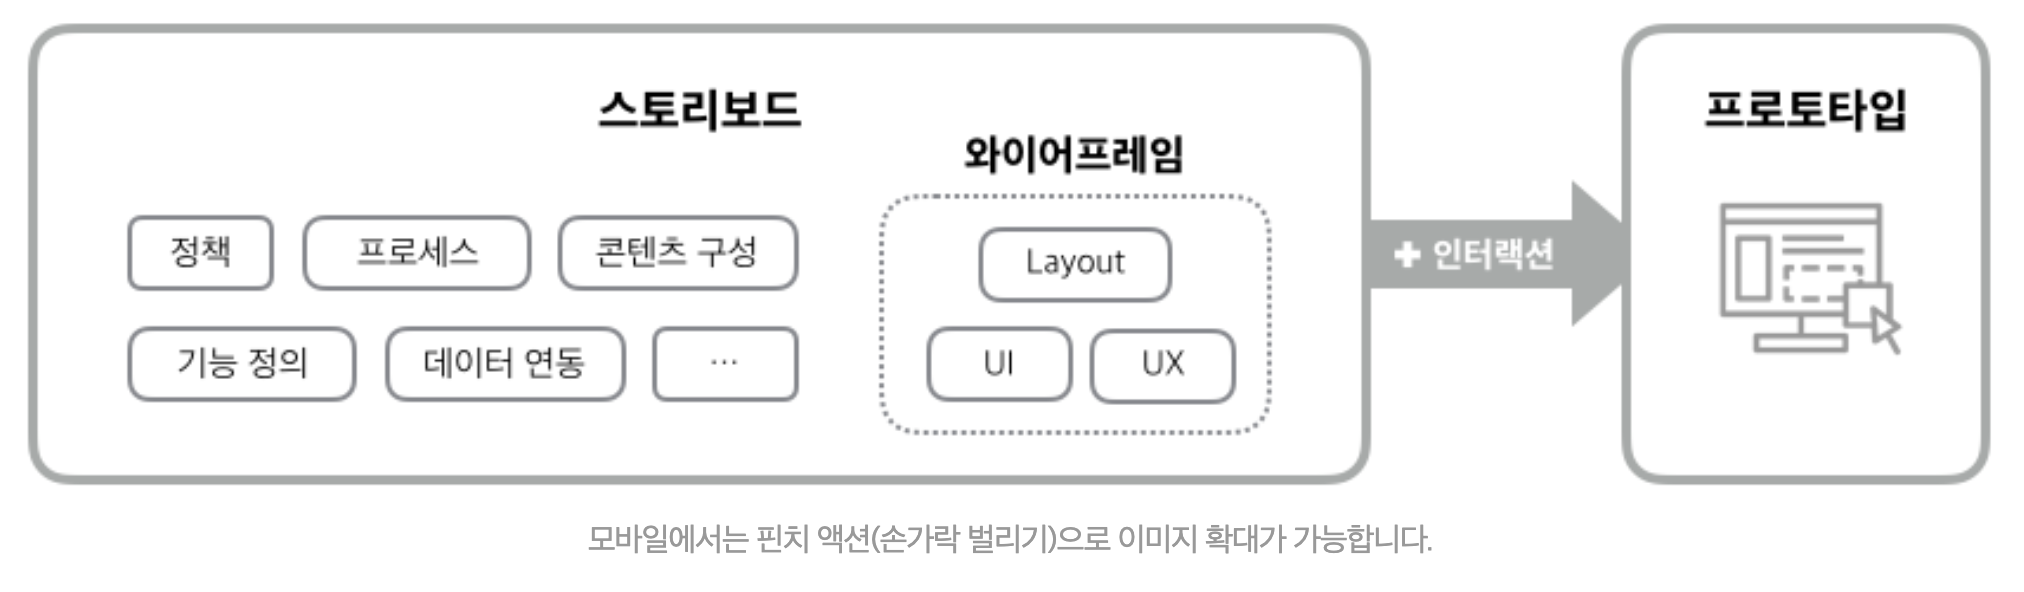 스토리보드
와이어프레임
정책
프로세스
콘텐츠 구성
기능 정의
데이터 연동
...
Layout
UI
UX
+ 인터랙션
프로토타입
모바일에서는 핀치 액션(손가락 벌리기)으로 이미지 확대가 가능합니다.